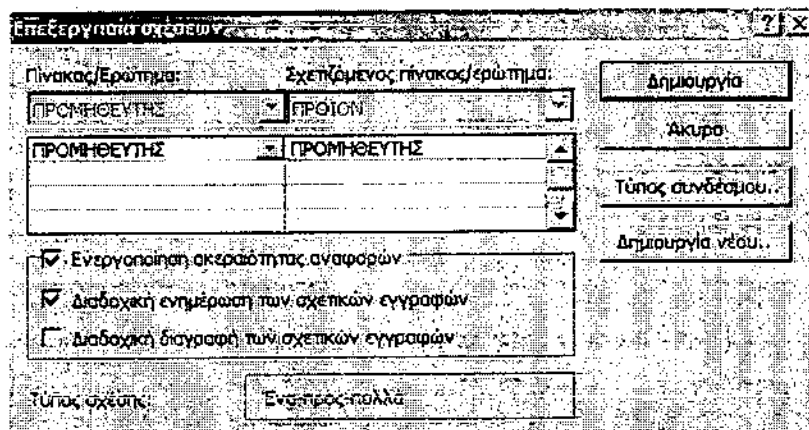 Επεξεργασία σχέσεων
Πίνακας/Ερώτημα: Σχετιζόμενος πίνακας/ερώτημα:
ΠΡΟΜΗΘΕΥΤΗΣ ΠΡΟΪΟΝ
ΠΡΟΜΗΘΕΥΤΗΣ ΠΡΟΜΗΘΕΥΤΗΣ
Ενεργοποίηση ακεραιότητας αναφορών
Διαδοχική ενημέρωση των σχετικών εγγραφών
Διαδοχική διαγραφή των σχετικών εγγραφών
Τύπος σχέσης: Ένα-προς-πολλά
Δημιουργία
Άκυρο
Τύπος συνδέσμου..
Δημιουργία νέου..